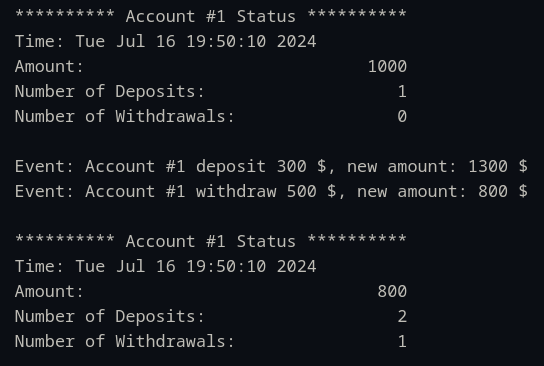 ********** Account #1 Status **********
Time: Tue Jul 16 19:50:10 2024
Amount:                            1000
Number of Deposits:                   1
Number of Withdrawals:                0

Event: Account #1 deposit 300 $, new amount: 1300 $
Event: Account #1 withdraw 500 $, new amount: 800 $

********** Account #1 Status **********
Time: Tue Jul 16 19:50:10 2024
Amount:                             800
Number of Deposits:                   2
Number of Withdrawals:                1